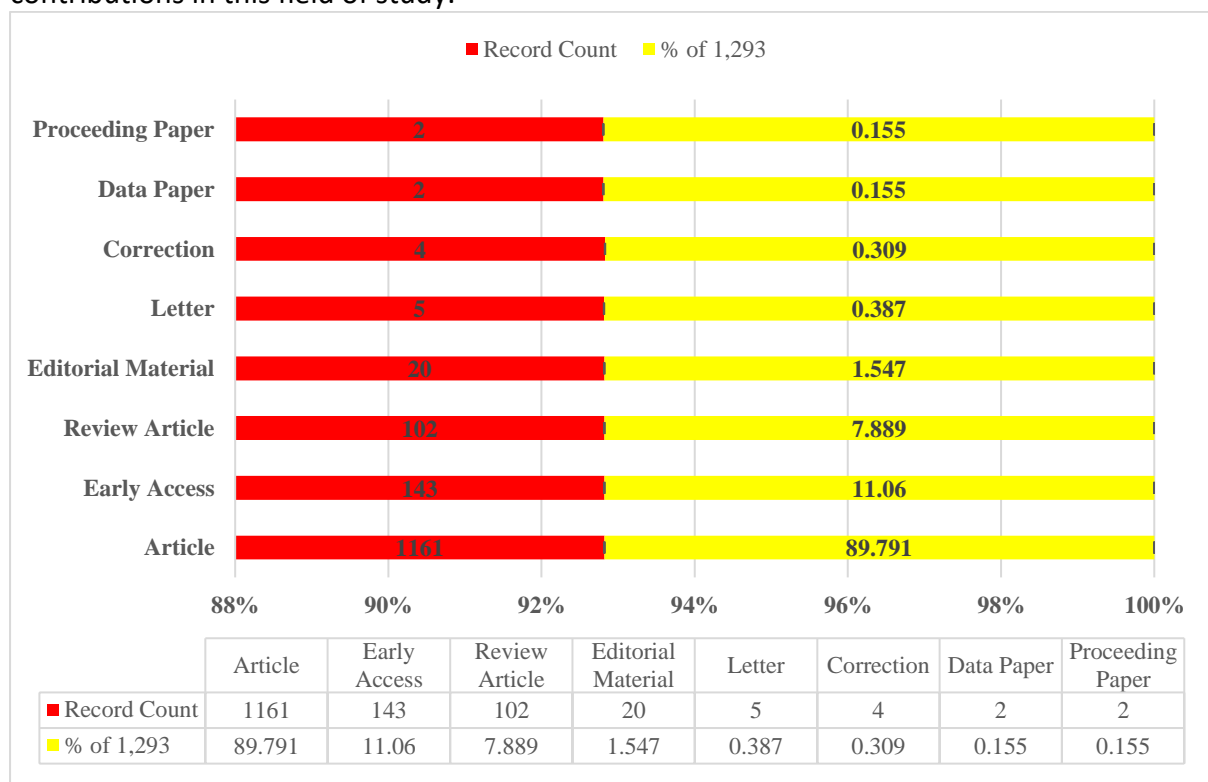 contributions in this field of study.
Record Count % of 1,293
Proceeding Paper 2 0.155
Data Paper 2 0.155
Correction 4 0.309
Letter 5 0.387
Editorial Material 20 1.547
Review Article 102 7.889
Early Access 143 11.06
Article 1161 89.791
88% 90% 92% 94% 96% 98% 100%
Article Early Access Review Article Editorial Material Letter Correction Data Paper Proceeding Paper
Record Count 1161 143 102 20 5 4 2 2
% of 1,293 89.791 11.06 7.889 1.547 0.387 0.309 0.155 0.155